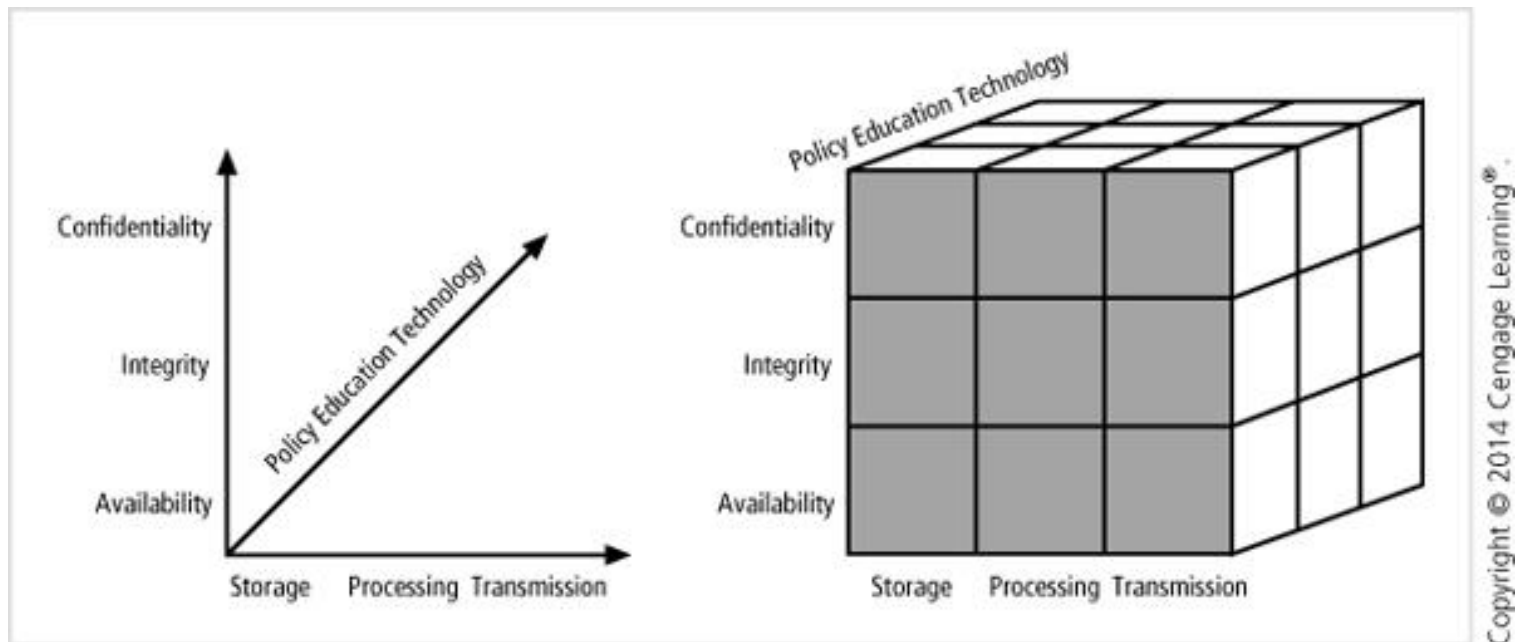 Confidentiality
Integrity
Availability
Policy Education Technology
Storage Processing Transmission
Policy Education Technology
Confidentiality
Integrity
Availability
Storage Processing Transmission
Copyright © 2014 Cengage Learning®.